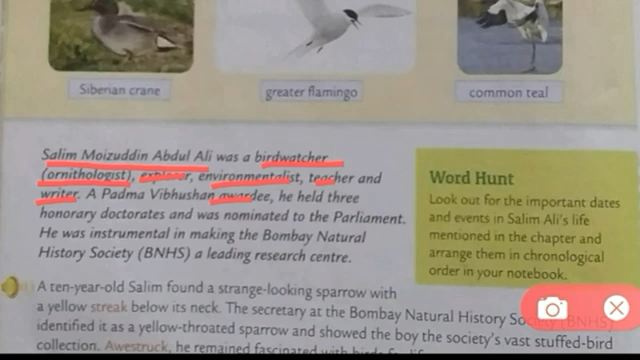 Siberian crane
greater flamingo
common teal
Salim Moizuddin Abdul Ali was a birdwatcher
(ornithologist), explorer, environmentalist, teacher and
writer. A Padma Vibhushan awardee, he held three
honorary doctorates and was nominated to the Parliament.
He was instrumental in making the Bombay Natural
History Society (BNHS) a leading research centre.
Word Hunt
Look out for the important dates
and events in Salim Ali's life
mentioned in the chapter and
arrange them in chronological
order in your notebook.
A ten-year-old Salim found a strange-looking sparrow with
a yellow streak below its neck. The secretary at the Bombay Natural History Society (BNHS)
identified it as a yellow-throated sparrow and showed the boy the society's vast stuffed-bird
collection. Awestruck, he remained fascinated with birds